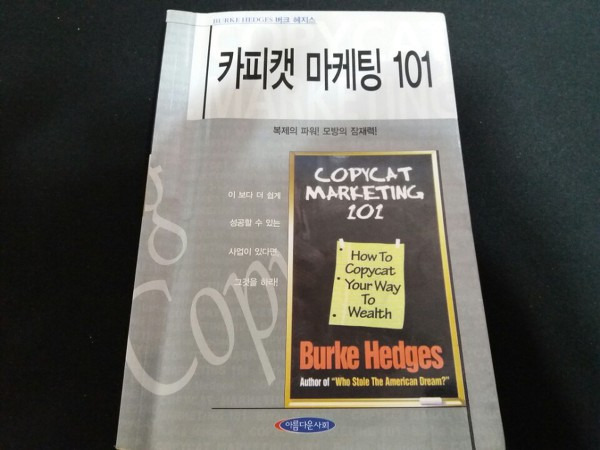 BURKE HEDGES 버크 헤지스
카피캣 마케팅 101
복제의 파워! 모방의 잠재력!
이 보다 더 쉽게
성공할 수 있는
사업이 있다면,
그것을 하라!
COPYCAT
MARKETING
101
How To
Copycat
Your Way
To
Wealth
Burke Hedges
Author of "Who Stole The American Dream?"
아름다운사회
Copy